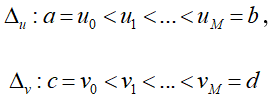 Δ_u : a = u_0 < u_1 < ... < u_M = b ,
Δ_v : c = v_0 < v_1 < ... < v_M = d